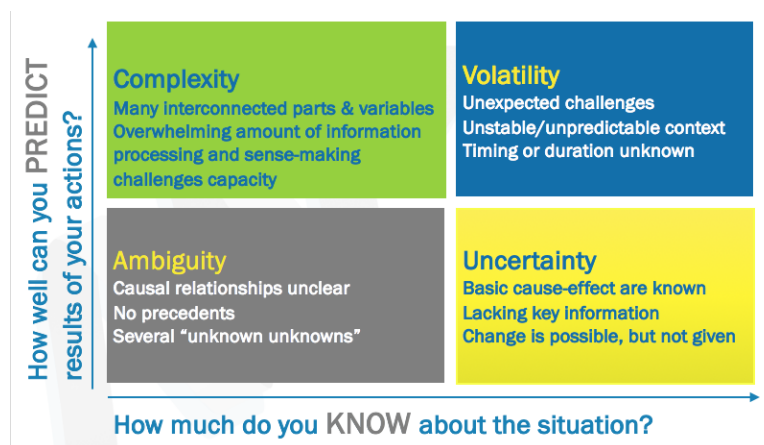 How well can you PREDICT
results of your actions?
Complexity
Many interconnected parts & variables
Overwhelming amount of information
processing and sense-making
challenges capacity
Volatility
Unexpected challenges
Unstable/unpredictable context
Timing or duration unknown
Ambiguity
Causal relationships unclear
No precedents
Several “unknown unknowns”
Uncertainty
Basic cause-effect are known
Lacking key information
Change is possible, but not given
How much do you KNOW about the situation?